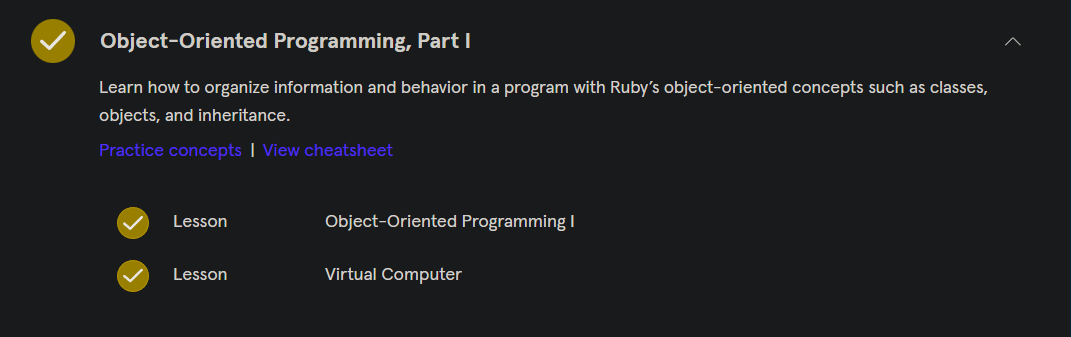 Object-Oriented Programming, Part I
Learn how to organize information and behavior in a program with Ruby’s object-oriented concepts such as classes,
objects, and inheritance.
Practice concepts | View cheatsheet
Lesson Object-Oriented Programming I
Lesson Virtual Computer